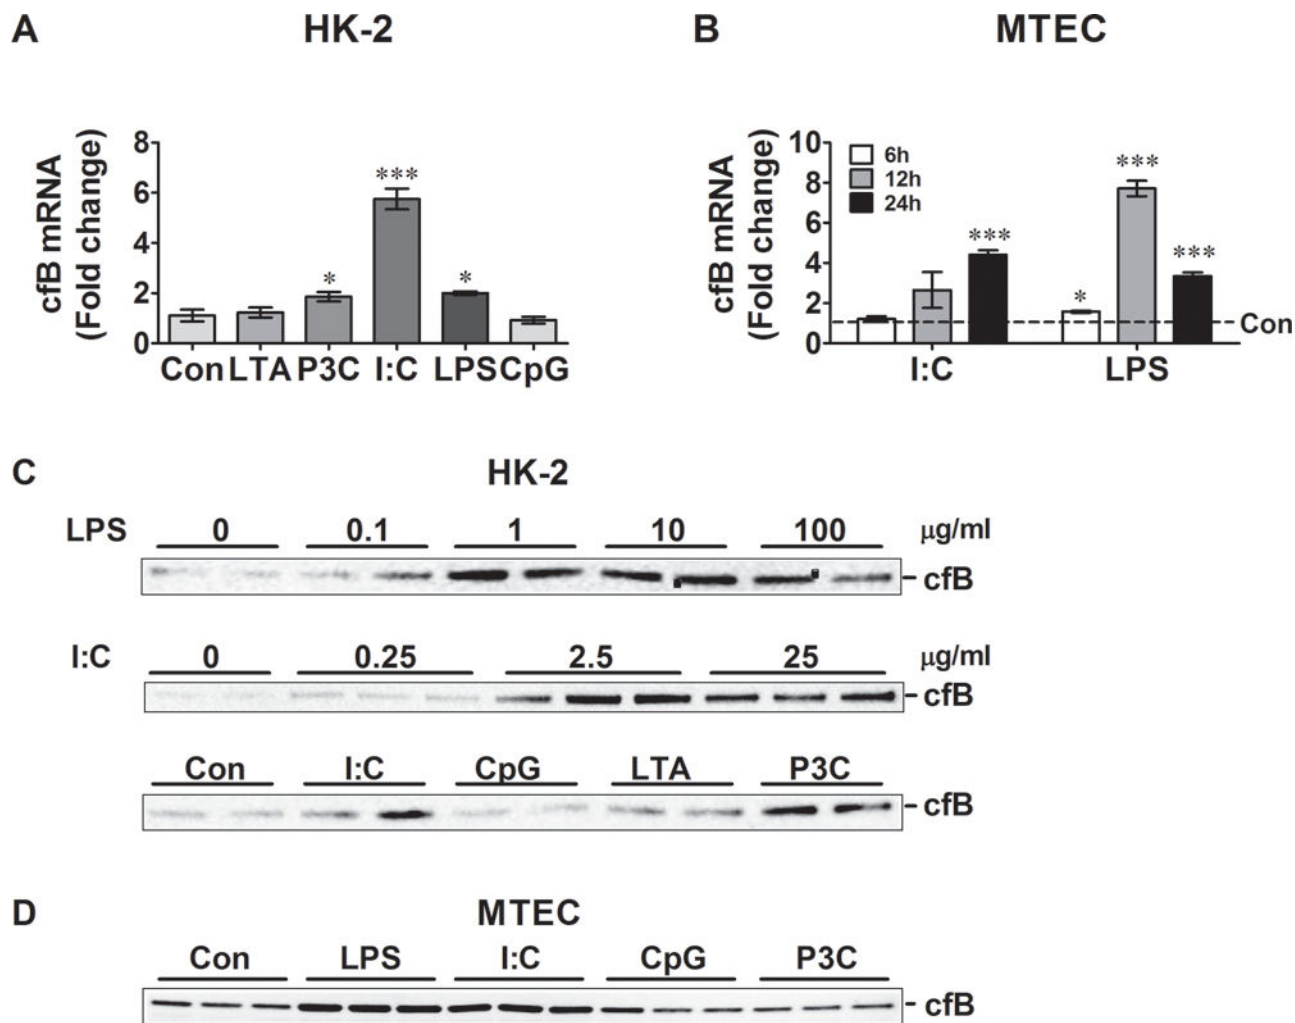 A
HK-2
cfB mRNA
(Fold change)
8
6
4
2
0
***
*
*
Con LTA P3C I:C LPS CpG
B
MTEC
cfB mRNA
(Fold change)
10
8
6
4
2
0
6h
12h
24h
***
*
***
***
Con
I:C LPS
C
HK-2
LPS 0 0.1 1 10 100 μg/ml
cfB
I:C 0 0.25 2.5 25 μg/ml
cfB
Con I:C CpG LTA P3C
cfB
D
MTEC
Con LPS I:C CpG P3C
cfB